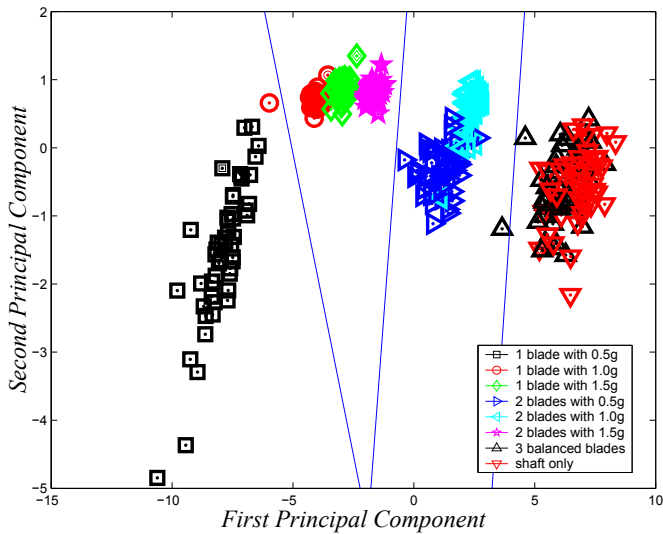 2
1
0
−1
−2
−3
−4
−5
Second Principal Component
1 blade with 0.5g
1 blade with 1.0g
1 blade with 1.5g
2 blades with 0.5g
2 blades with 1.0g
2 blades with 1.5g
3 balanced blades
shaft only
−15
−10
−5
0
5
10
First Principal Component